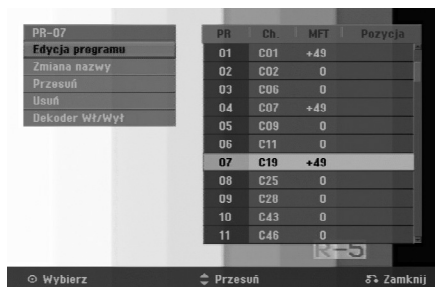 PR-07
Edycja programu
Zmiana nazwy
Przesuń
Usuń
Dekoder Wł/Wył
PR Ch. MFT Pozycja
01 C01 +49
02 C02 0
03 C06 0
04 C07 +49
05 C09 0
06 C11 0
07 C19 +49
08 C25 0
09 C28 0
10 C43 0
11 C46 0
R-5
Wybierz Przesuń Zamknij